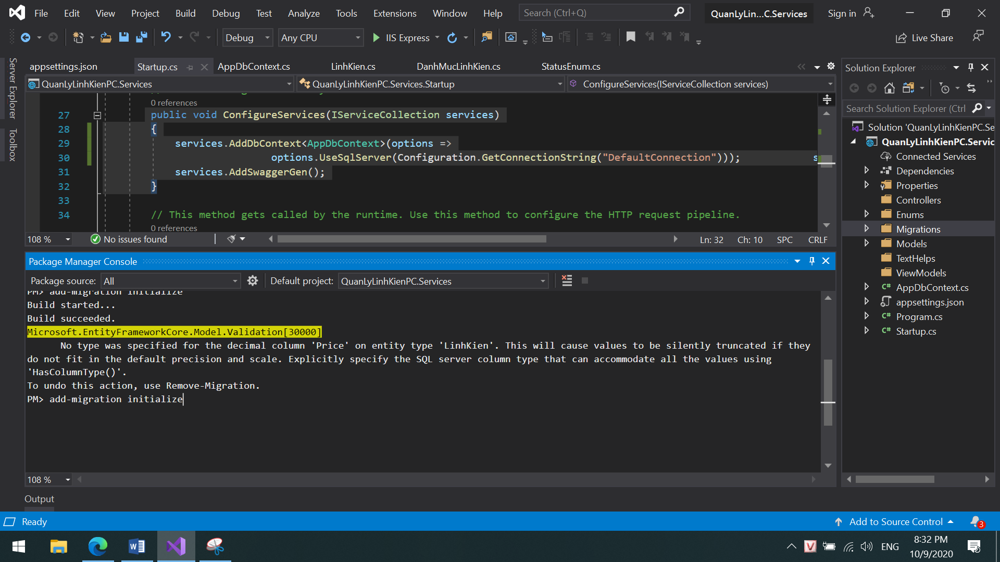 File Edit View Project Build Debug Test Analyze Tools Extensions Window Help Search (Ctrl+Q) QuanLyLin...C.Services Sign in
Debug Any CPU IIS Express Live Share
Server Explorer
Toolbox
appsettings.json Startup.cs AppDbContext.cs LinhKien.cs DanhMucLinhKien.cs StatusEnum.cs
QuanLyLinhKienPC.Services QuanLyLinhKienPC.Services.Startup ConfigureServices(IServiceCollection services)
0 references
27 public void ConfigureServices(IServiceCollection services)
28 {
29 services.AddDbContext<AppDbContext>(options =>
30 options.UseSqlServer(Configuration.GetConnectionString("DefaultConnection")));
31 services.AddSwaggerGen();
32 }
33
34 // This method gets called by the runtime. Use this method to configure the HTTP request pipeline.
0 references
108 % No issues found Ln: 32 Ch: 10 SPC CRLF
Package Manager Console
Package source: All Default project: QuanLyLinhKienPC.Services
PM> add-migration initialize
Build started...
Build succeeded.
Microsoft.EntityFrameworkCore.Model.Validation[30000]
No type was specified for the decimal column 'Price' on entity type 'LinhKien'. This will cause values to be silently truncated if they
do not fit in the default precision and scale. Explicitly specify the SQL server column type that can accommodate all the values using
'HasColumnType()'.
To undo this action, use Remove-Migration.
PM> add-migration initialize
108 %
Output
Solution Explorer
Search Solution Explorer (Ctrl
Solution 'QuanLyLinhKienPC.Se
QuanLyLinhKienPC.Servic
Connected Services
Dependencies
Properties
Controllers
Enums
Migrations
Models
TextHelps
ViewModels
C# AppDbContext.cs
appsettings.json
C# Program.cs
C# Startup.cs
Ready Add to Source Control 3
ENG 8:32 PM
10/9/2020